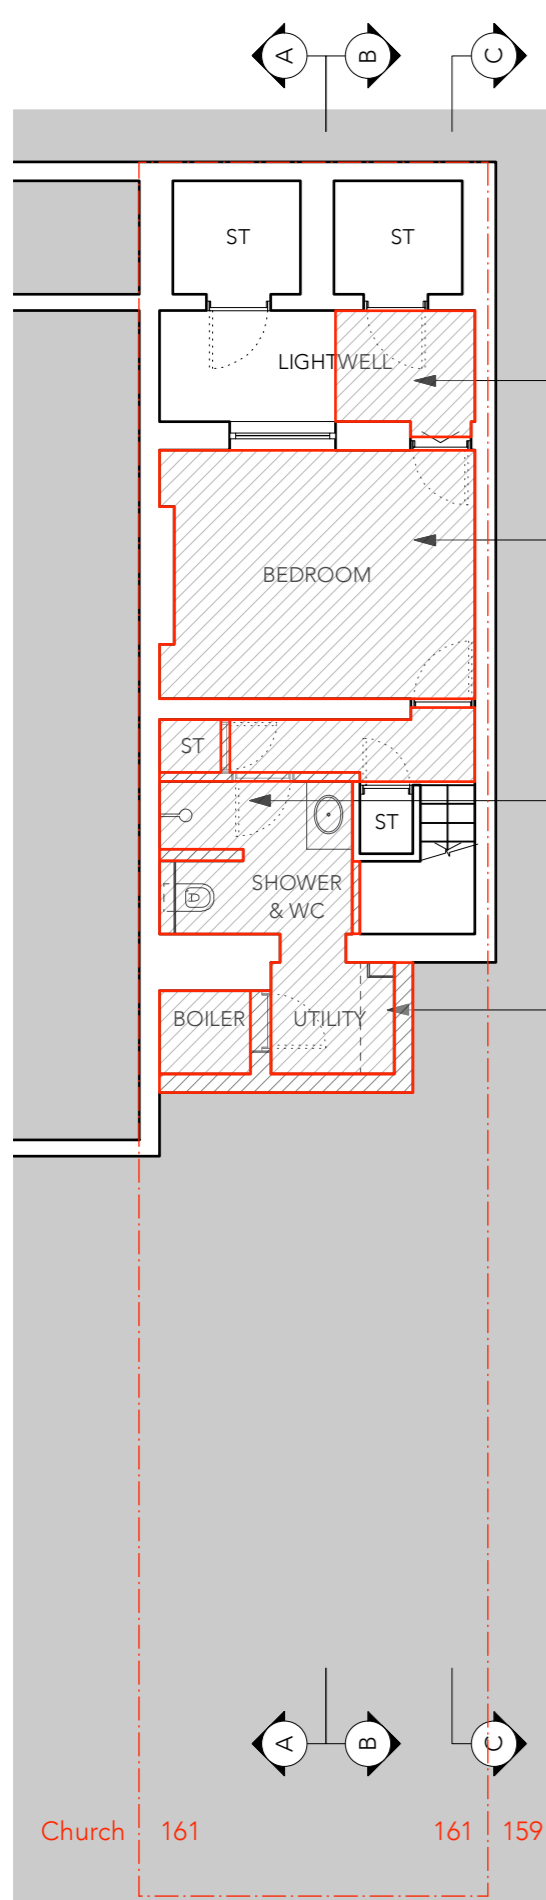 A B C
ST ST
LIGHTWELL
BEDROOM
ST
ST
SHOWER
& WC
BOILER UTILITY
A B C
Church 161 161 159